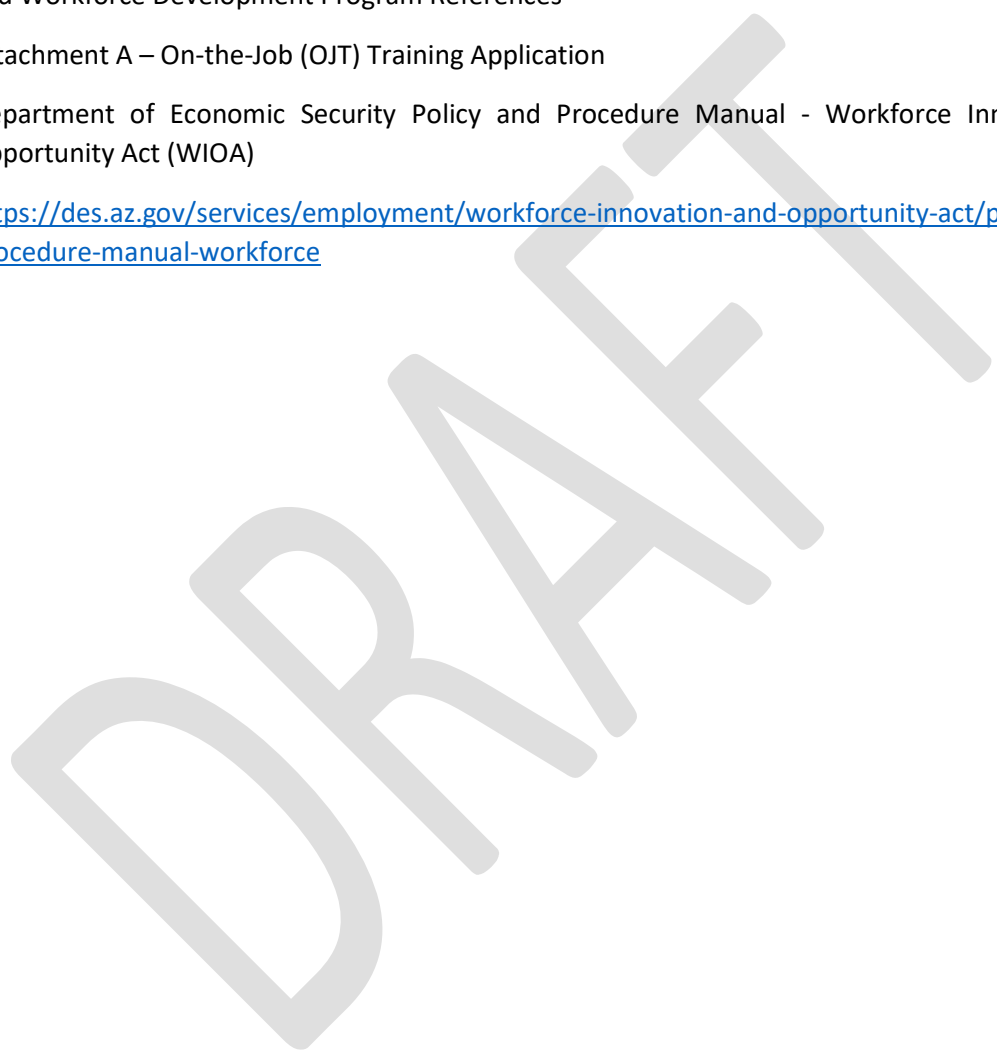 d Workforce Development Program References
tachment A – On-the-Job (OJT) Training Application
epartment of Economic Security Policy and Procedure Manual - Workforce Inn
pportunity Act (WIOA)
tps://des.az.gov/services/employment/workforce-innovation-and-opportunity-act/p
ocedure-manual-workforce
DRAFT